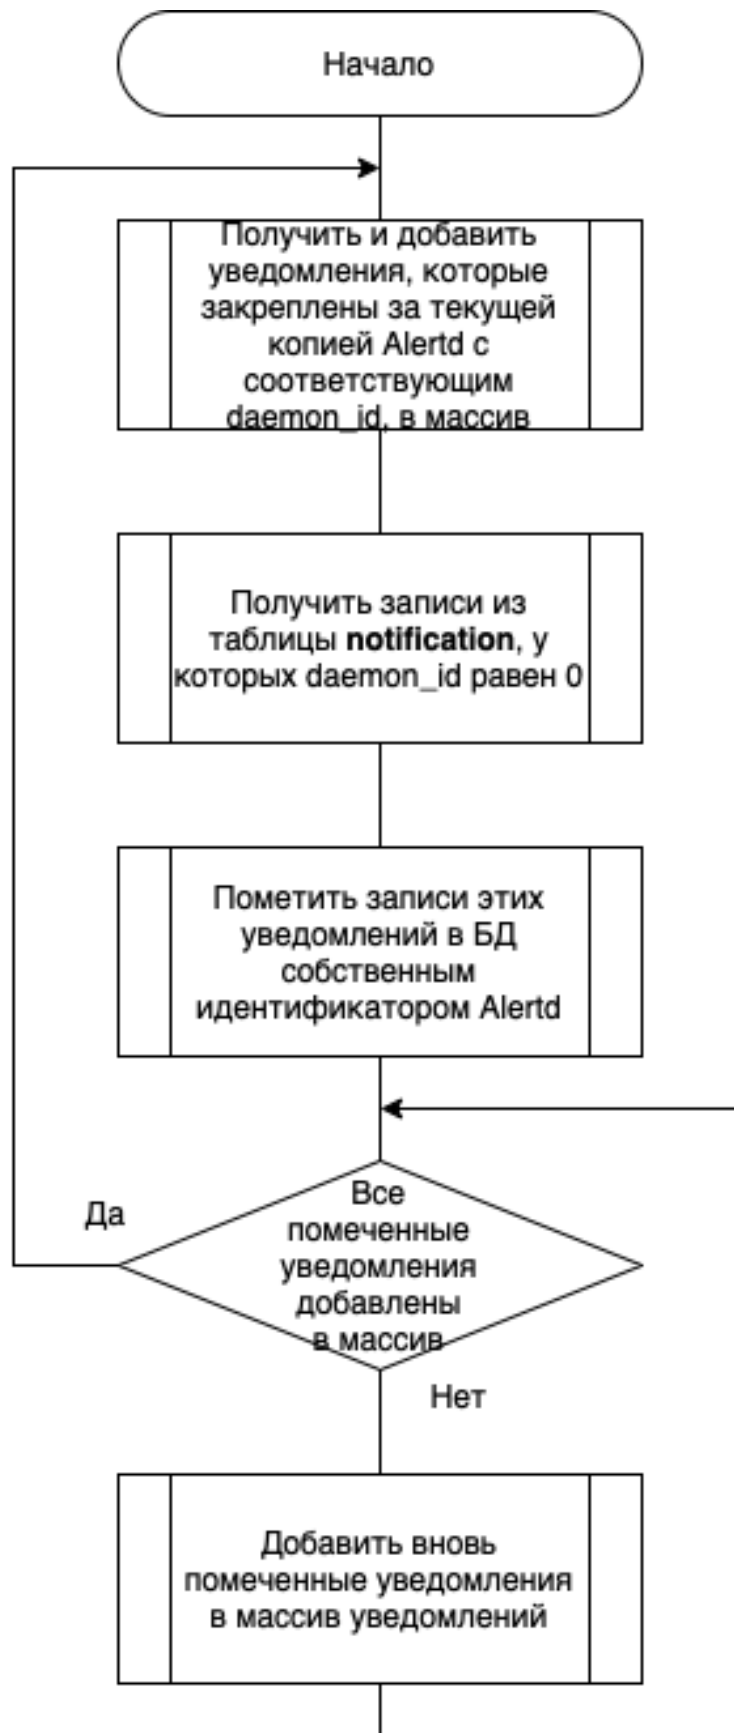 Начало
Получить и добавить
уведомления, которые
закреплены за текущей
копией Alertd с
соответствующим
daemon_id, в массив
Получить записи из
таблицы notification, у
которых daemon_id равен 0
Пометить записи этих
уведомлений в БД
собственным
идентификатором Alertd
Да
Все
помеченные
уведомления
добавлены
в массив
Нет
Добавить вновь
помеченные уведомления
в массив уведомлений